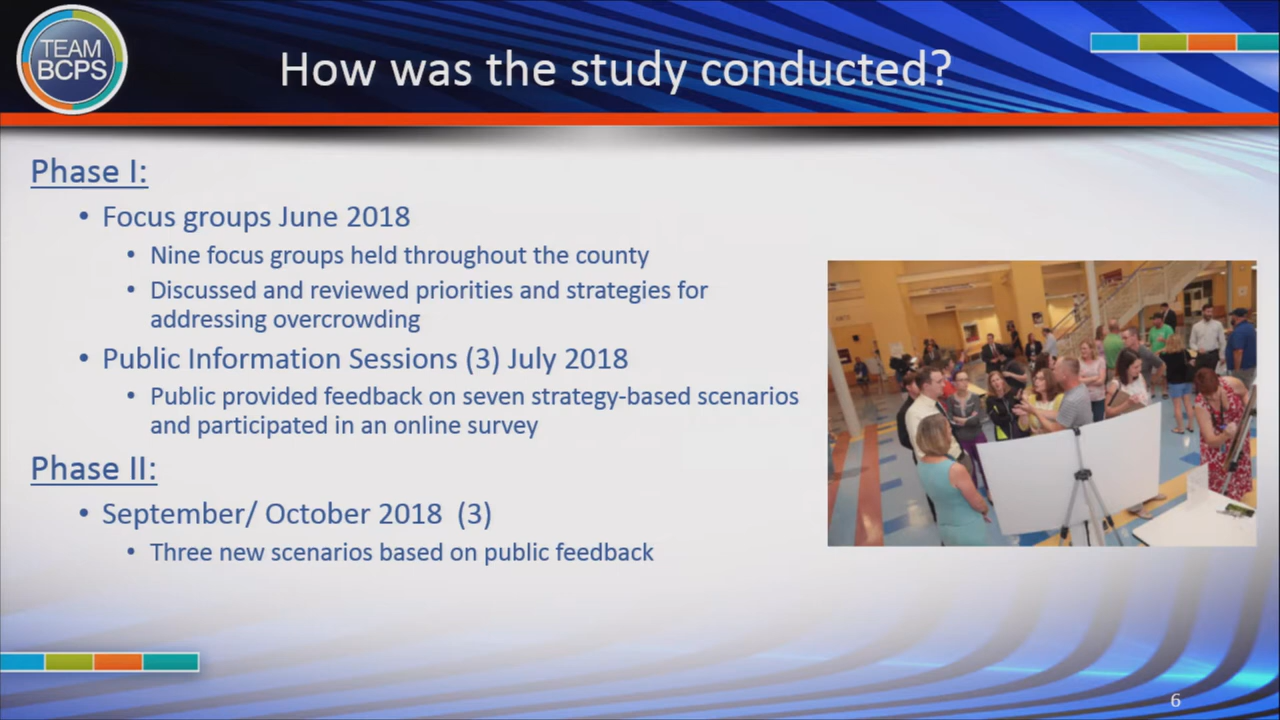 TEAM
BCPS
How was the study conducted?
Phase I:
• Focus groups June 2018
• Nine focus groups held throughout the county
• Discussed and reviewed priorities and strategies for
addressing overcrowding
• Public Information Sessions (3) July 2018
• Public provided feedback on seven strategy-based scenarios
and participated in an online survey
Phase II:
• September/ October 2018 (3)
• Three new scenarios based on public feedback
6